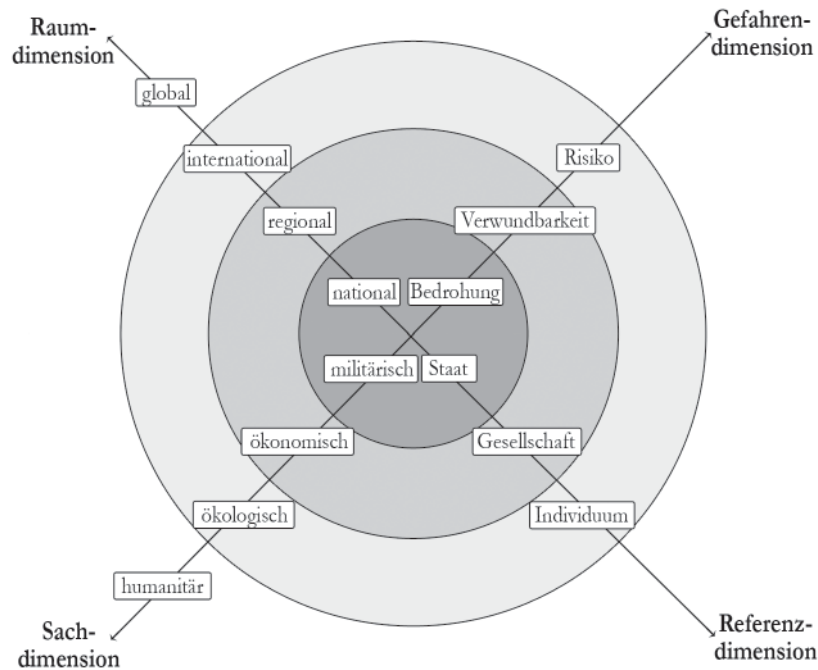 Raum-
dimension
Gefahren-
dimension
global
international
Risiko
regional
Verwundbarkeit
national
Bedrohung
militärisch
Staat
ökonomisch
Gesellschaft
ökologisch
Individuum
humanitär
Sach-
dimension
Referenz-
dimension